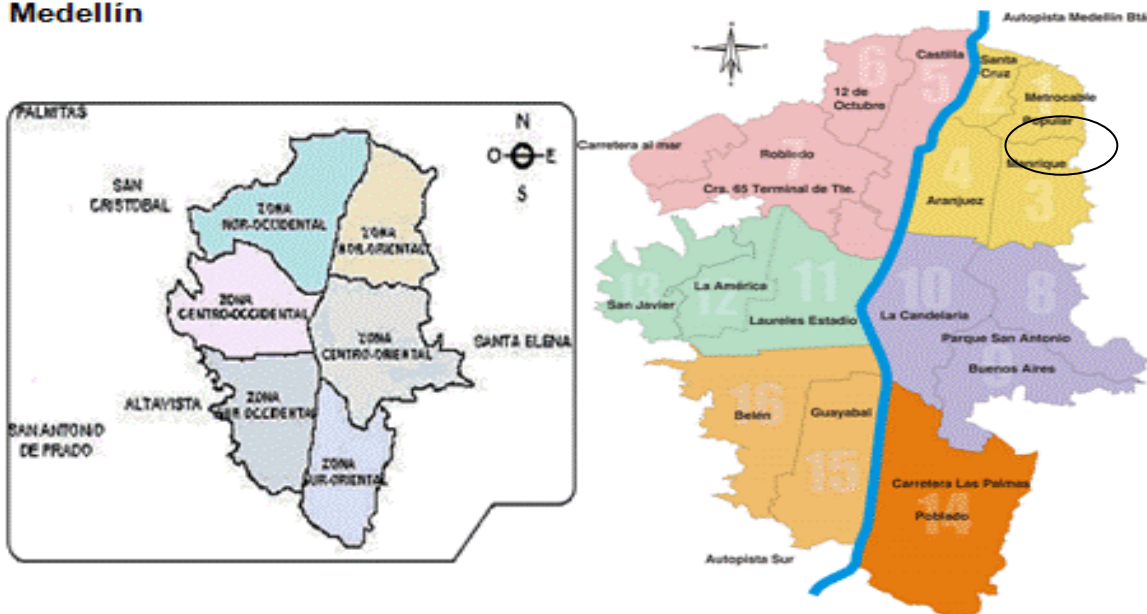 Medellín
PALMITAS
N
O
E
S
SAN
CRISTOBAL
ZONA
NOR-OCCIDENTAL
ZONA
NOR-ORIENTAL
ZONA
CENTRO-OCCIDENTAL
ZONA
CENTRO-ORIENTAL
SANTA ELENA
ALTAVISTA
ZONA
SUR-OCCIDENTAL
SAN ANTONIO
DE PRADO
ZONA
SUR-ORIENTAL
Autopista Medellín Btá
6
Castilla
5
Santa
Cruz
2
1
12 de
Octubre
Metrocable
Popular
Carretera al mar
7
Robledo
4
Manrique
Cra. 65 Terminal de Tte.
Aranjuez
3
13
La América
12
11
10
8
San Javier
Laureles Estadio
La Candelaria
Parque San Antonio
9
Buenos Aires
16
Belén
Guayabal
15
Carretera Las Palmas
14
Poblado
Autopista Sur